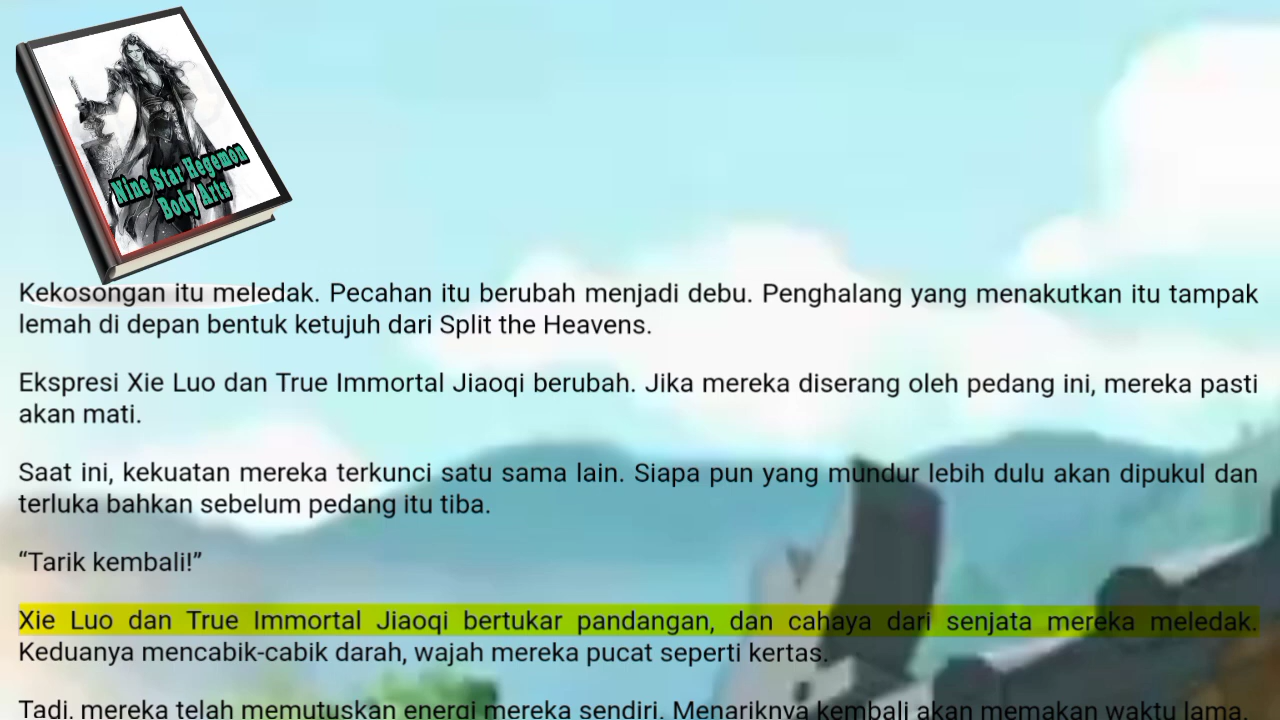 Nine Star Hegemon
Body Arts
Kekosongan itu meledak. Pecahan itu berubah menjadi debu. Penghalang yang menakutkan itu tampak
lemah di depan bentuk ketujuh dari Split the Heavens.
Ekspresi Xie Luo dan True Immortal Jiaoqi berubah. Jika mereka diserang oleh pedang ini, mereka pasti
akan mati.
Saat ini, kekuatan mereka terkunci satu sama lain. Siapa pun yang mundur lebih dulu akan dipukul dan
terluka bahkan sebelum pedang itu tiba.
“Tarik kembali!”
Xie Luo dan True Immortal Jiaoqi bertukar pandangan, dan cahaya dari senjata mereka meledak.
Keduanya mencabik-cabik darah, wajah mereka pucat seperti kertas.
Tadi, mereka telah memutuskan energi mereka sendiri. Menariknya kembali akan memakan waktu lama.